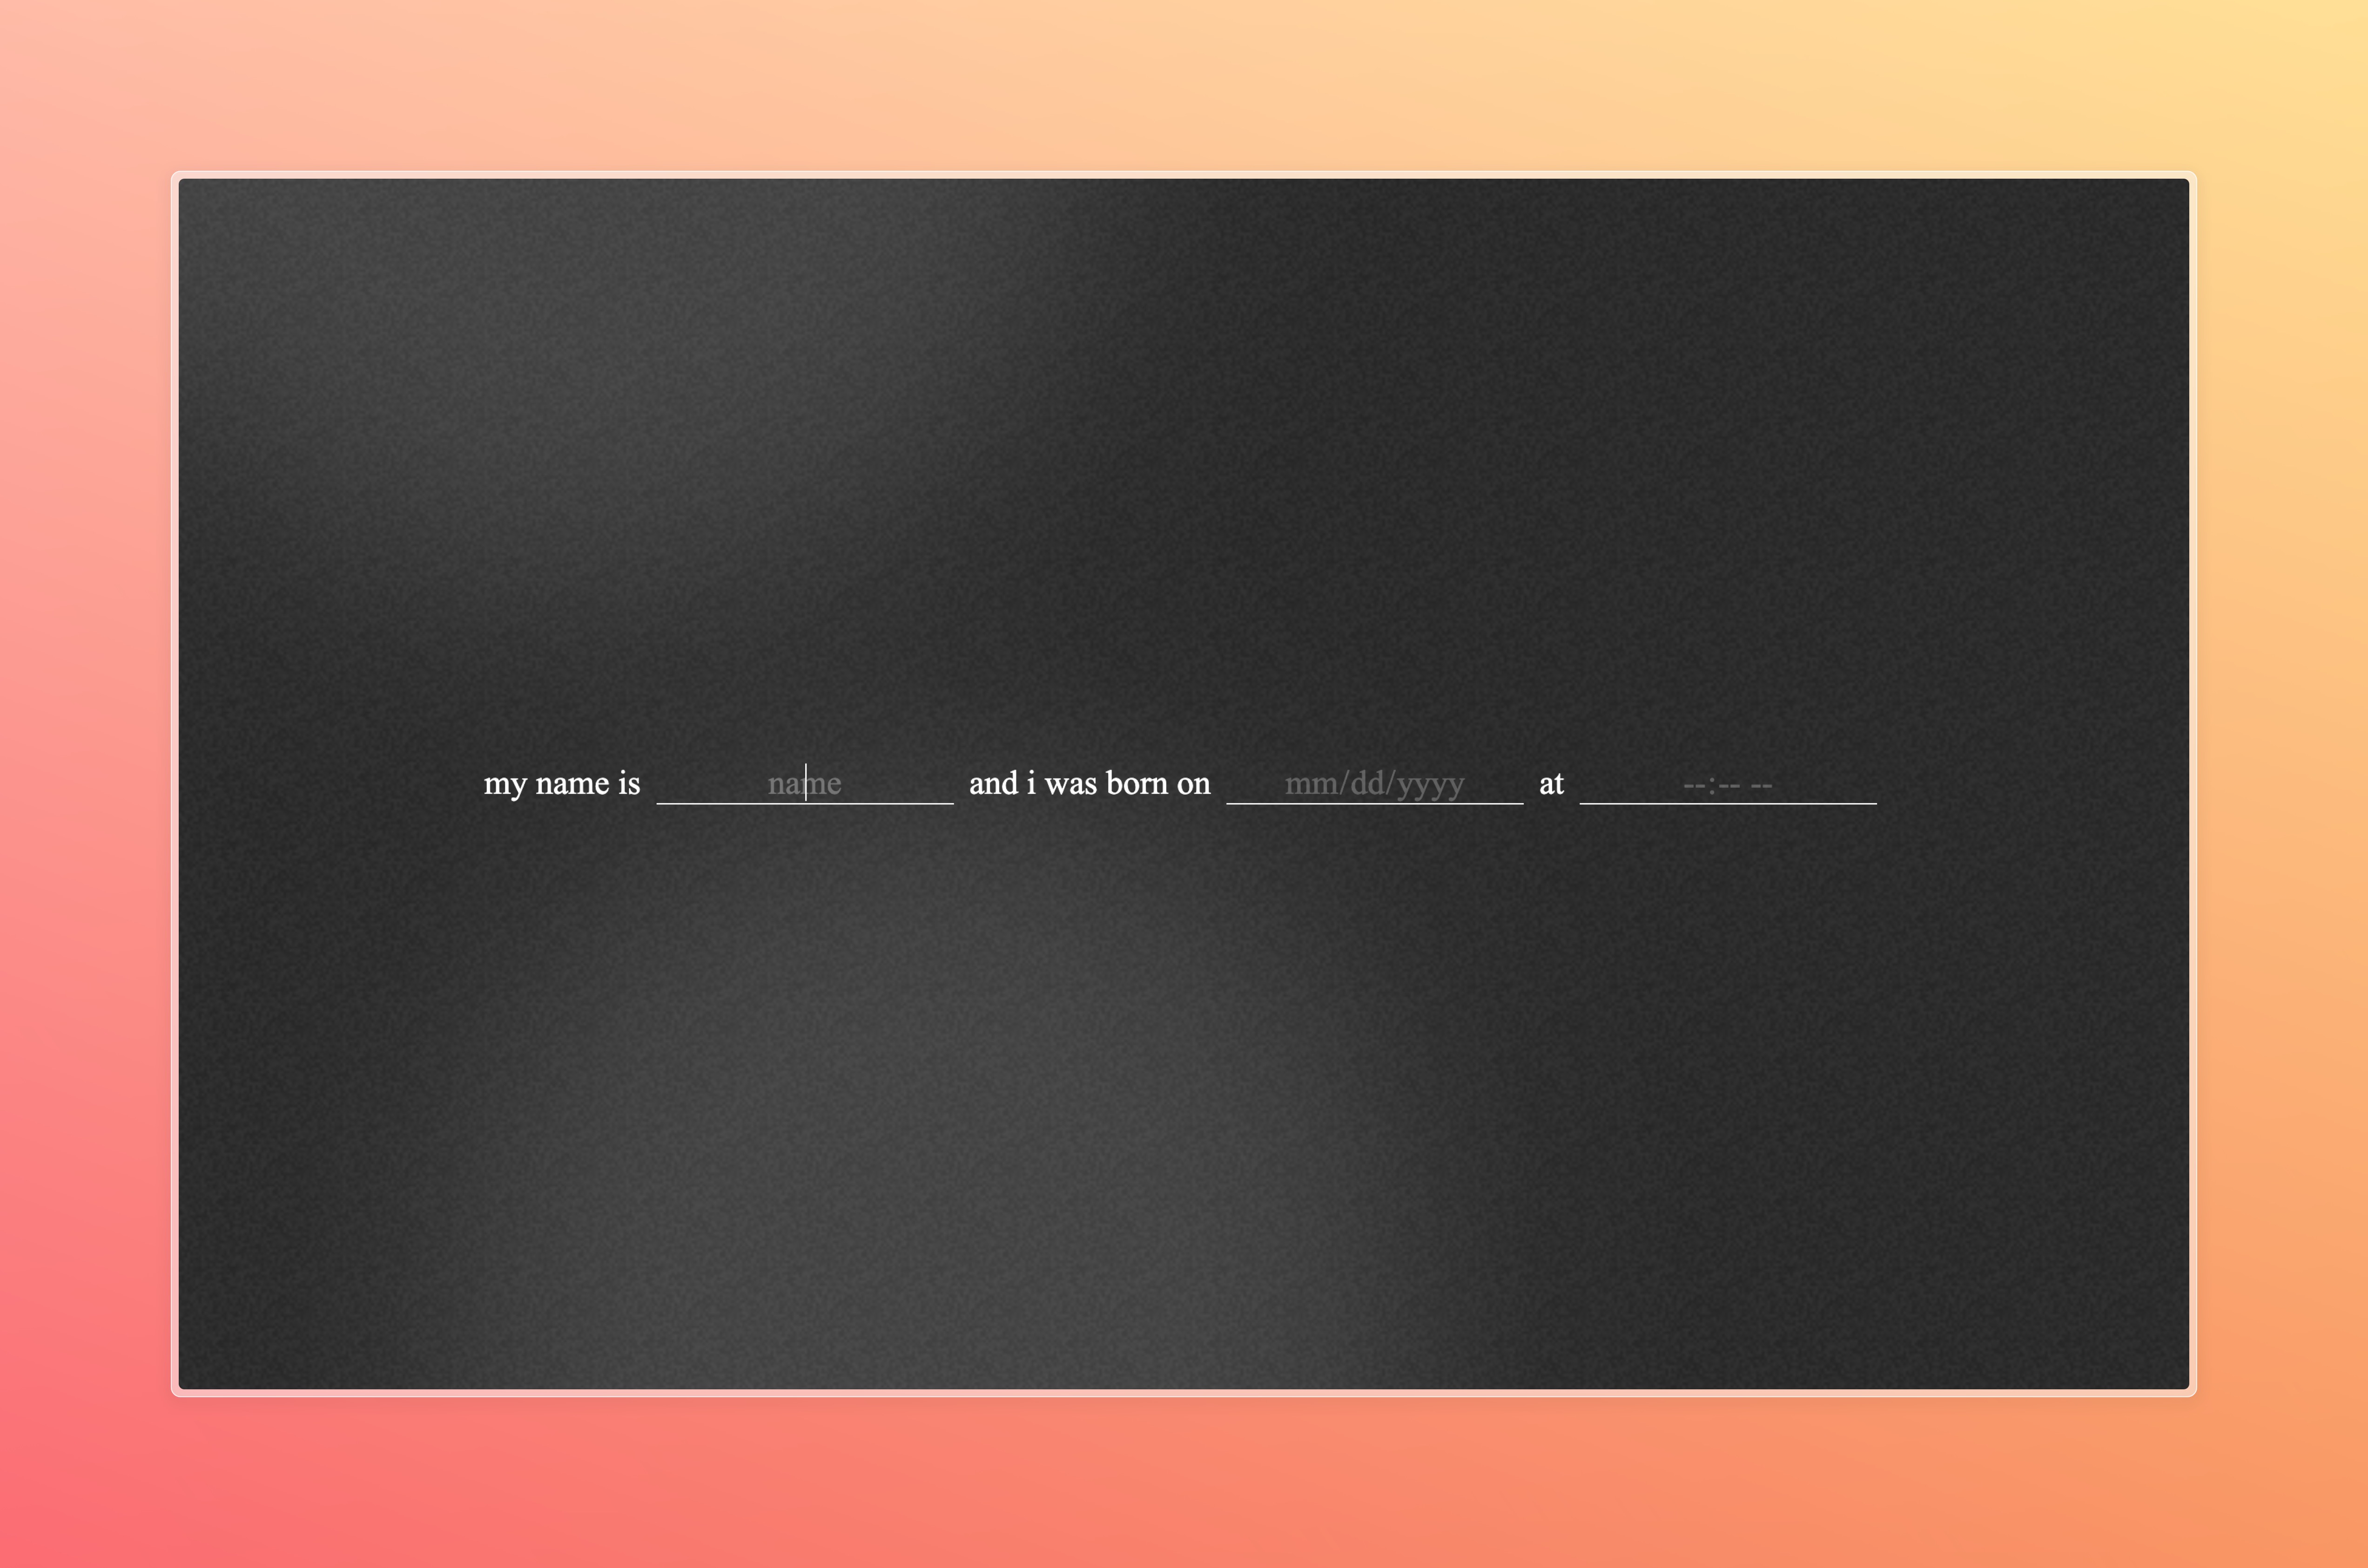 my name is name and i was born on mm/dd/yyyy at --:-- --